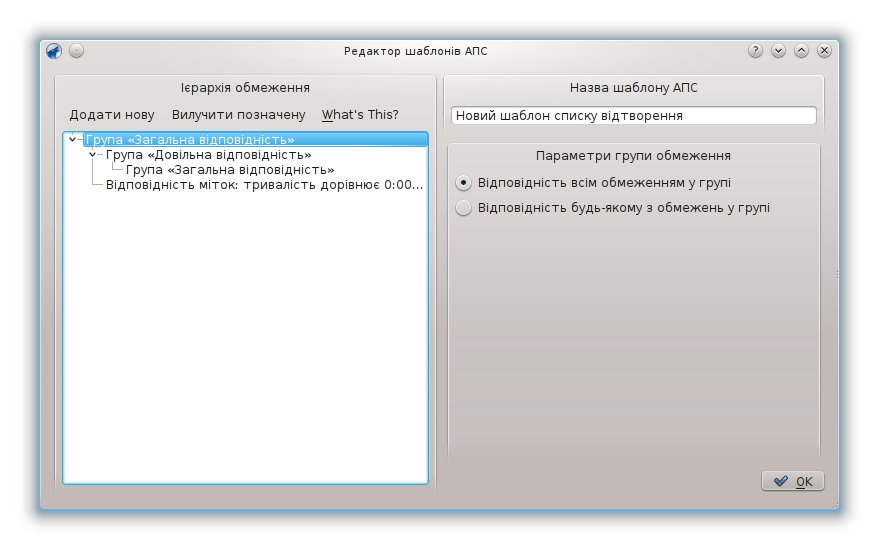 Редактор шаблонів АПС
Ієрархія обмеження
Додати нову Вилучити позначену What's This?
Група «Загальна відповідність»
Група «Довільна відповідність»
Група «Загальна відповідність»
Відповідність міток: тривалість дорівнює 0:00...
Назва шаблону АПС
Новий шаблон списку відтворення
Параметри групи обмеження
Відповідність всім обмеженням у групі
Відповідність будь-якому з обмежень у групі
OK